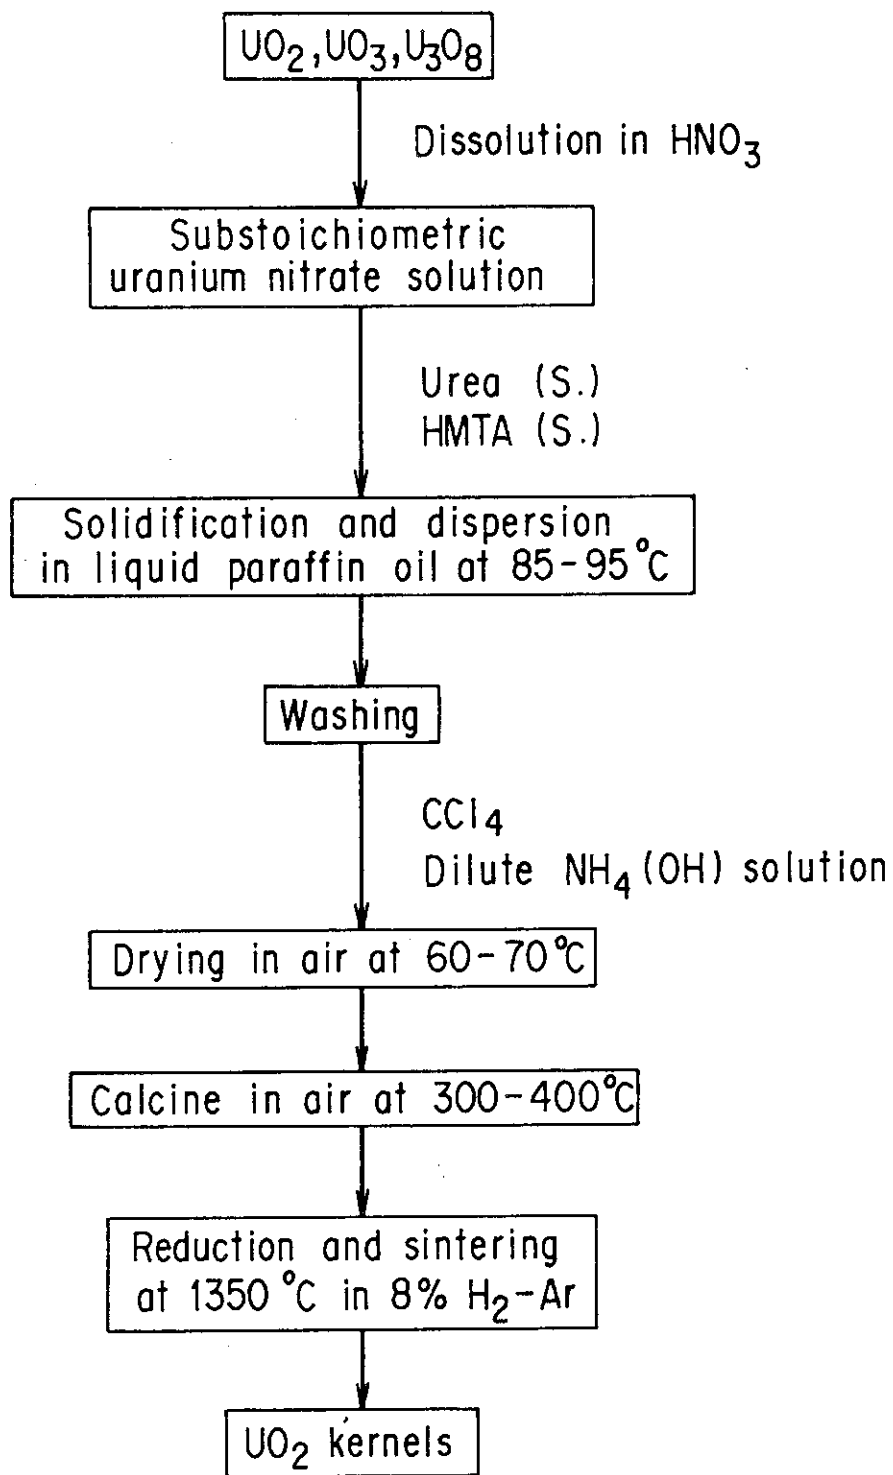 UO2,UO3,U3O8
Dissolution in HNO3
Substoichiometric
uranium nitrate solution
Urea (S.)
HMTA (S.)
Solidification and dispersion
in liquid paraffin oil at 85-95°C
Washing
CCl4
Dilute NH4(OH) solution
Drying in air at 60-70°C
Calcine in air at 300-400°C
Reduction and sintering
at 1350°C in 8% H2-Ar
UO2 kernels